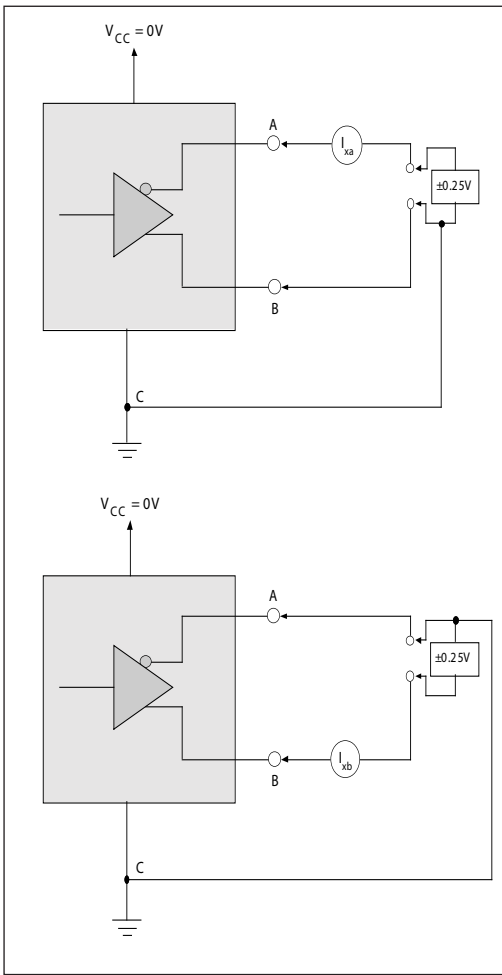 V_CC = 0V
A
I_xa
±0.25V
B
C
V_CC = 0V
A
±0.25V
I_xb
B
C